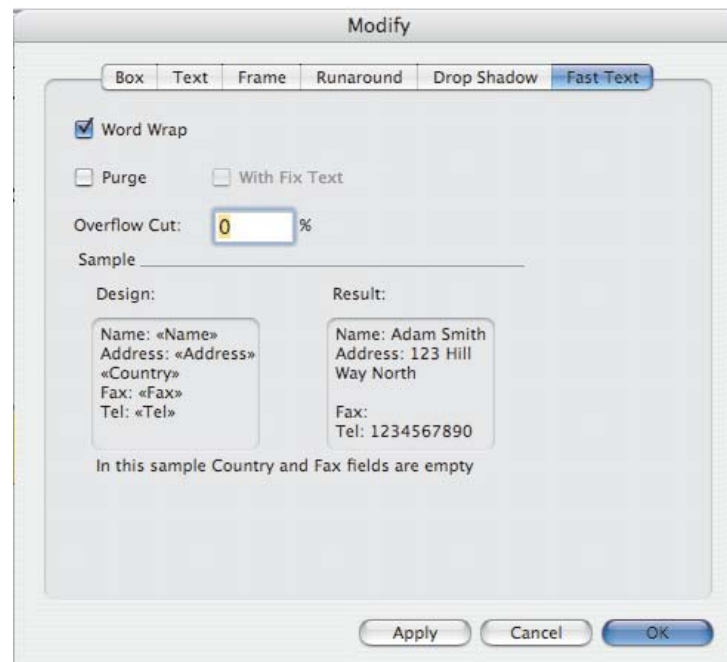 Modify
Box Text Frame Runaround Drop Shadow Fast Text
Word Wrap
Purge With Fix Text
Overflow Cut: 0 %
Sample
Design: Result:
Name: «Name»
Address: «Address»
«Country»
Fax: «Fax»
Tel: «Tel»
Name: Adam Smith
Address: 123 Hill
Way North
Fax:
Tel: 1234567890
In this sample Country and Fax fields are empty
Apply Cancel OK